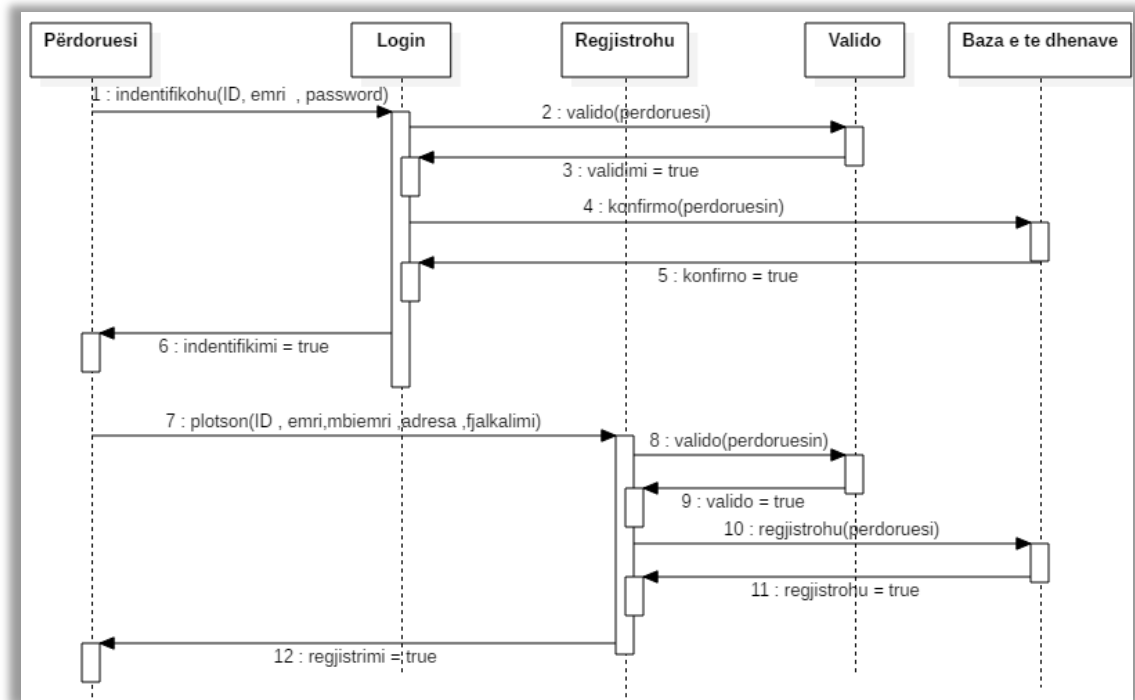 Përdoruesi
Login
Regjistrohu
Valido
Baza e te dhenave
1 : indentifikohu(ID, emri , password)
2 : valido(perdoruesi)
3 : validimi = true
4 : konfirmo(perdoruesin)
5 : konfirno = true
6 : indentifikimi = true
7 : plotson(ID , emri,mbiemri ,adresa ,fjalkalimi)
8 : valido(perdoruesin)
9 : valido = true
10 : regjistrohu(perdoruesi)
11 : regjistrohu = true
12 : regjistrimi = true